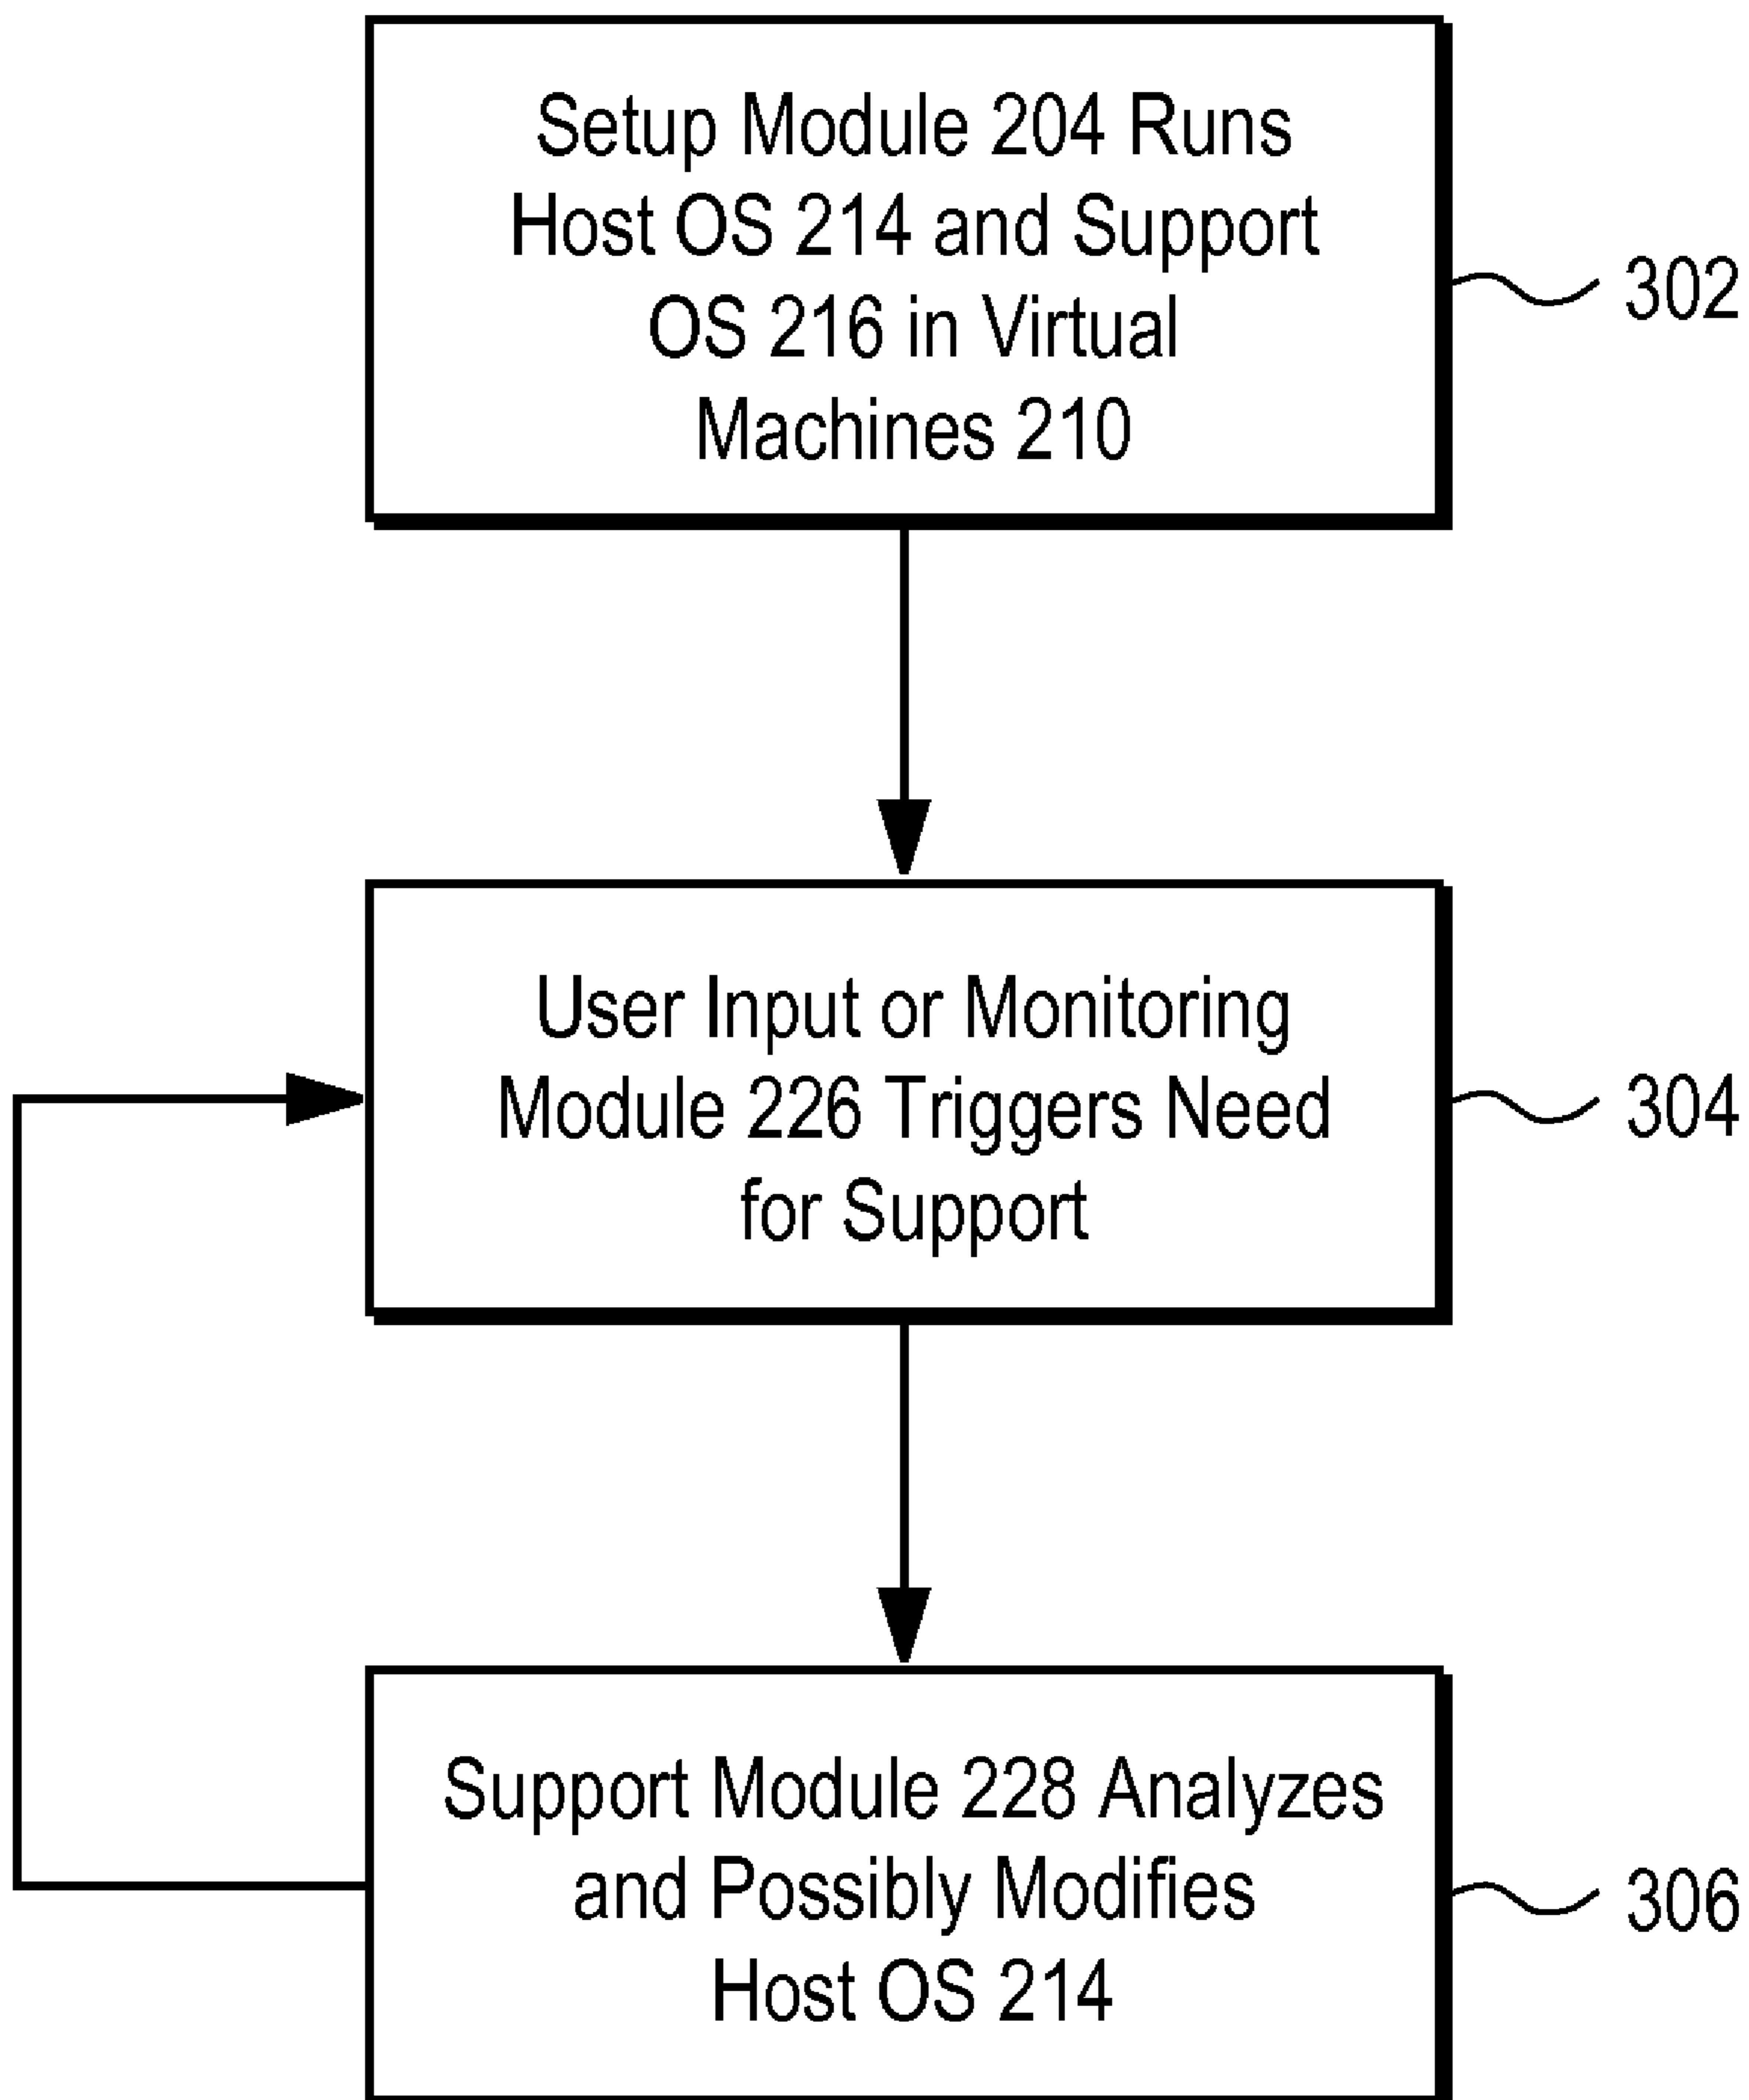 Setup Module 204 Runs
Host OS 214 and Support
OS 216 in Virtual
Machines 210
302
User Input or Monitoring
Module 226 Triggers Need
for Support
304
Support Module 228 Analyzes
and Possibly Modifies
Host OS 214
306